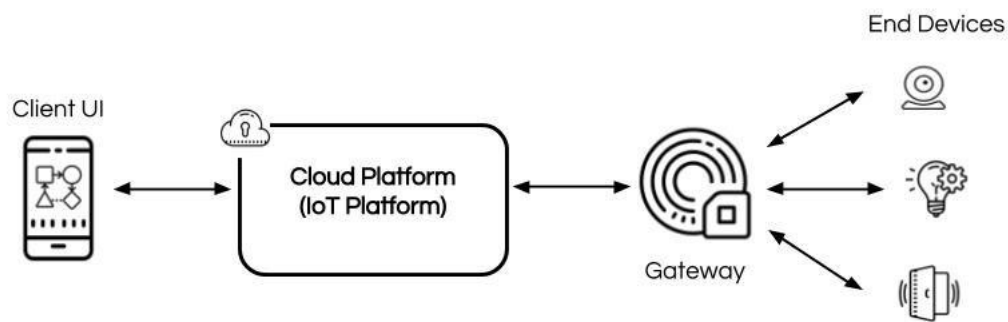 End Devices
Client UI
Cloud Platform
(IoT Platform)
Gateway